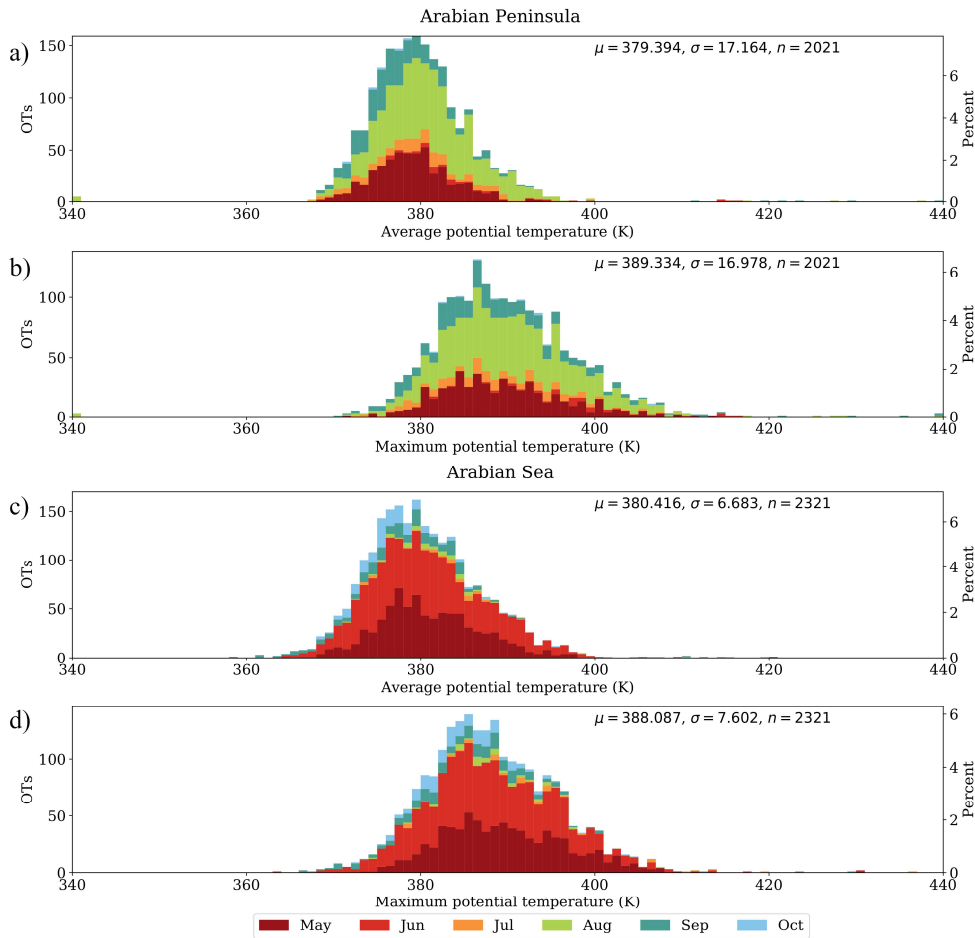 Arabian Peninsula
a)
μ = 379.394, σ = 17.164, n = 2021
150
100
50
0
OTs
6
4
2
0
Percent
340 360 380 400 420 440
Average potential temperature (K)
b)
μ = 389.334, σ = 16.978, n = 2021
100
50
0
OTs
6
4
2
0
Percent
340 360 380 400 420 440
Maximum potential temperature (K)
Arabian Sea
c)
μ = 380.416, σ = 6.683, n = 2321
150
100
50
0
OTs
6
4
2
0
Percent
340 360 380 400 420 440
Average potential temperature (K)
d)
μ = 388.087, σ = 7.602, n = 2321
100
50
0
OTs
6
4
2
0
Percent
340 360 380 400 420 440
Maximum potential temperature (K)
May Jun Jul Aug Sep Oct